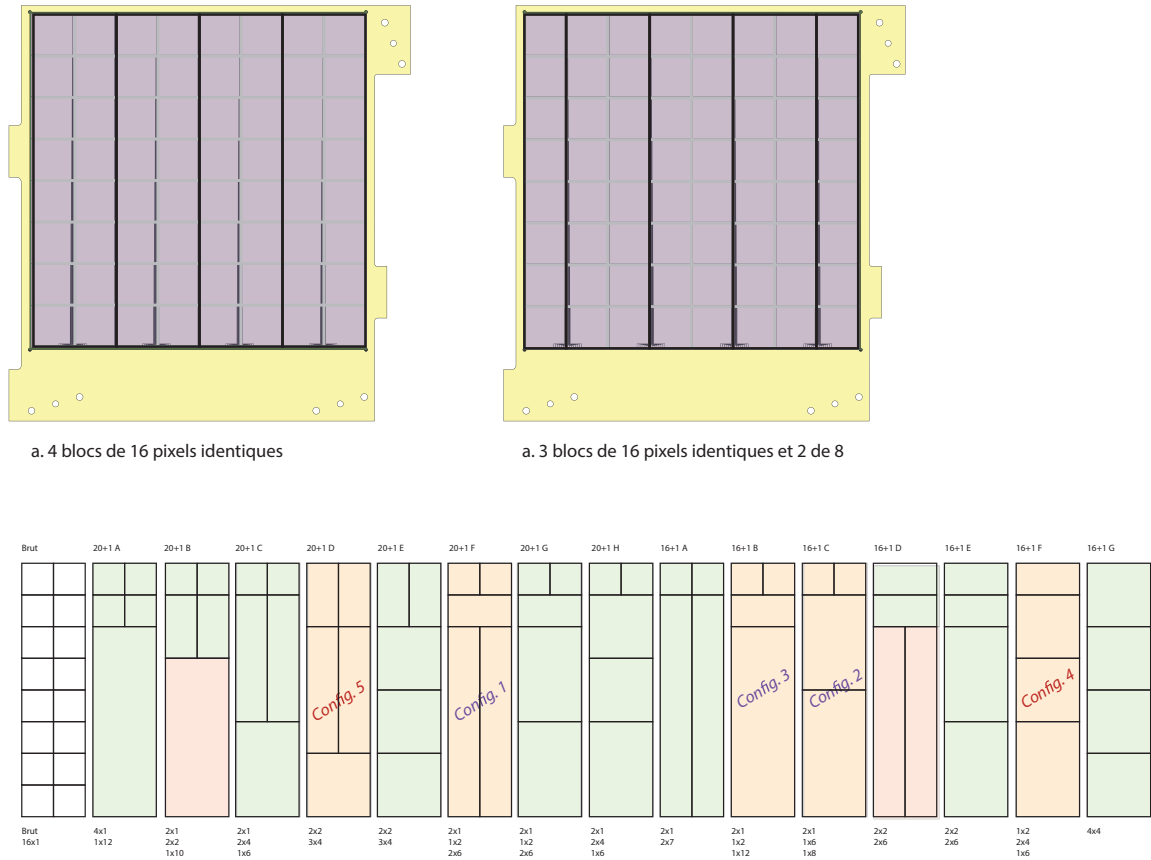 a. 4 blocs de 16 pixels identiques
a. 3 blocs de 16 pixels identiques et 2 de 8
Brut
20+1 A
20+1 B
20+1 C
20+1 D
20+1 E
20+1 F
20+1 G
20+1 H
16+1 A
16+1 B
16+1 C
16+1 D
16+1 E
16+1 F
16+1 G
Config. 5
Config. 1
Config. 3
Config. 2
Config. 4
Brut
16x1
4x1
1x12
2x1
2x2
1x10
2x1
2x4
1x6
2x2
3x4
2x2
3x4
2x1
1x2
2x6
2x1
1x2
2x6
2x1
2x4
1x6
2x1
2x7
2x1
1x2
1x12
2x1
1x6
1x8
2x2
2x6
2x2
2x6
1x2
2x4
1x6
4x4